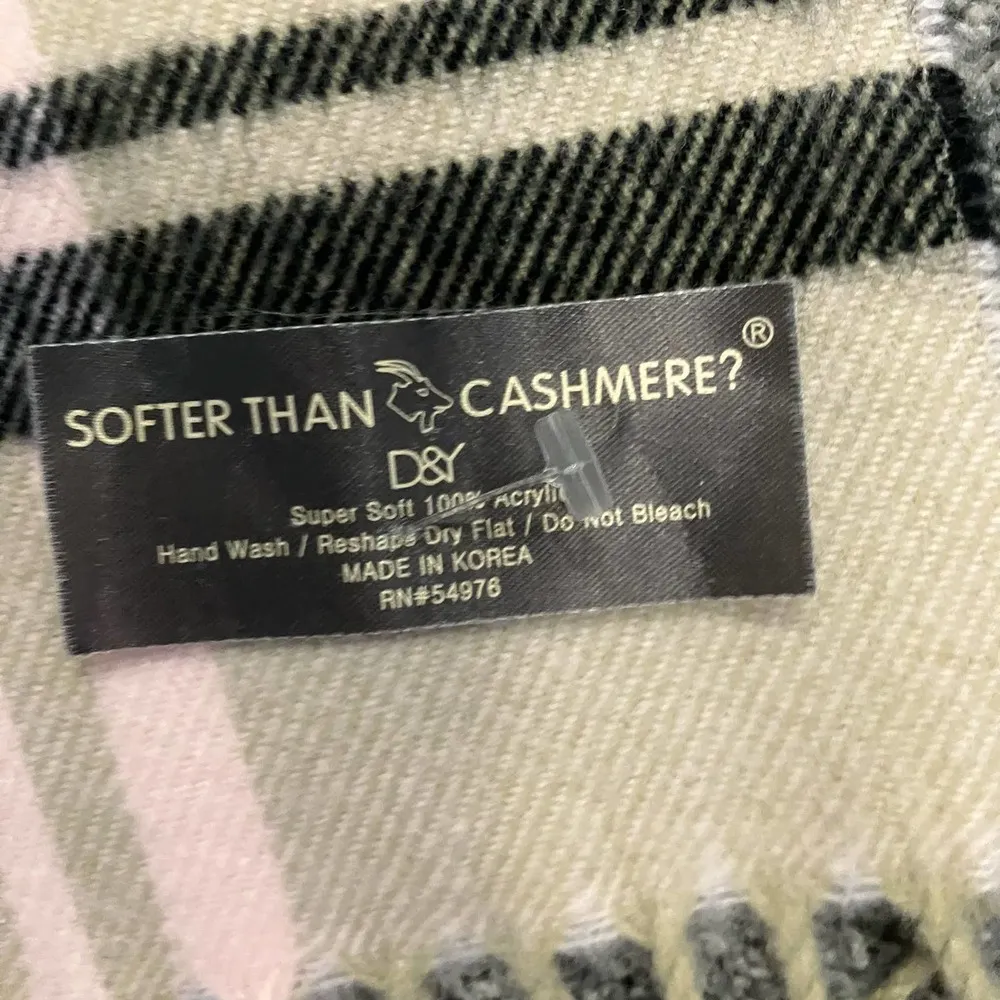 SOFTER THAN CASHMERE?®
D&Y
Super Soft 100% Acrylic
Hand Wash / Reshape Dry Flat / Do Not Bleach
MADE IN KOREA
RN#54976